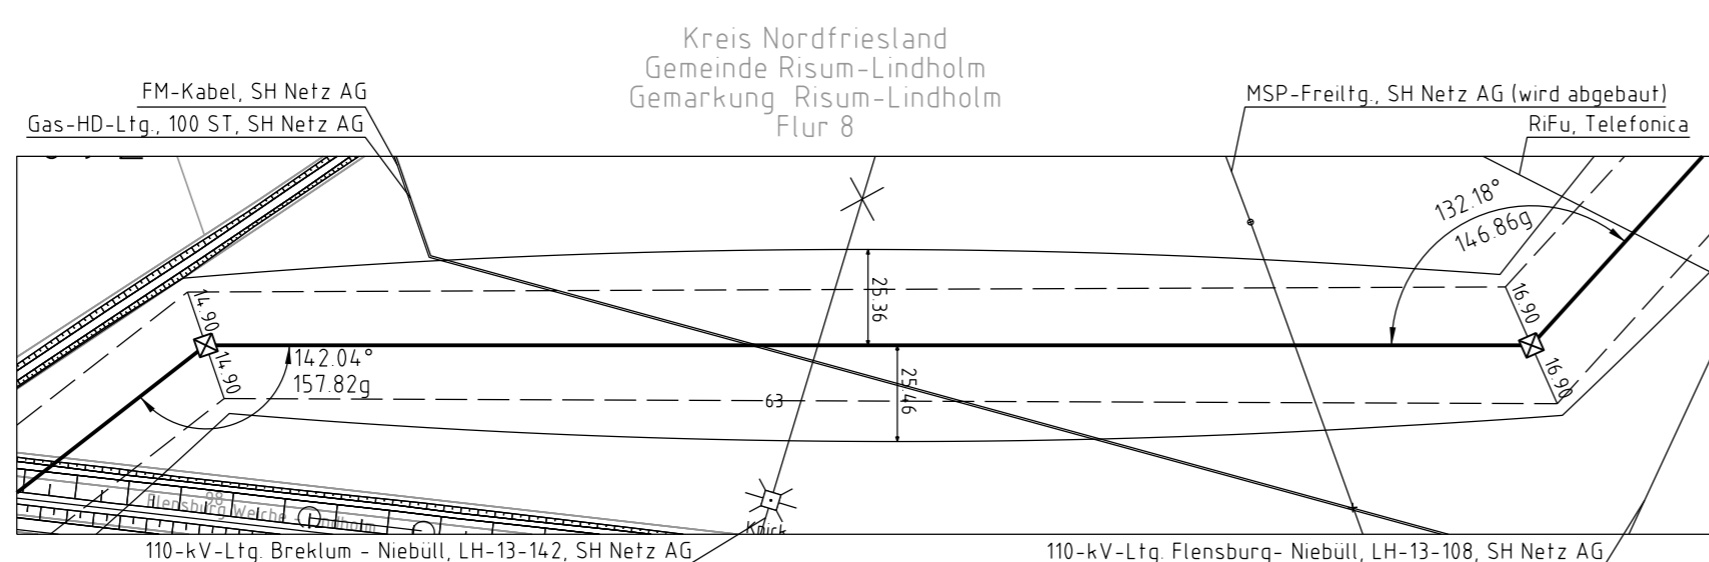 Kreis Nordfriesland
Gemeinde Risum-Lindholm
Gemarkung Risum-Lindholm
Flur 8
FM-Kabel, SH Netz AG
Gas-HD-Ltg., 100 ST, SH Netz AG
MSP-Freiltg., SH Netz AG (wird abgebaut)
RiFu, Telefonica
132.18°
146.86g
14.90
25.36
16.90
14.90
142.04°
157.82g
63
25.46
16.90
98
Flensburg Weiche - Lindholm
Knick
110-kV-Ltg. Breklum - Niebüll, LH-13-142, SH Netz AG
110-kV-Ltg. Flensburg- Niebüll, LH-13-108, SH Netz AG